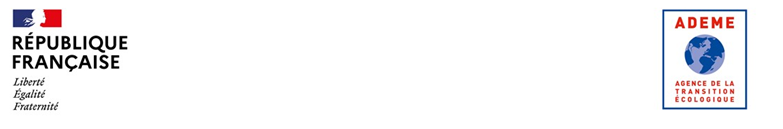 RÉPUBLIQUE
FRANÇAISE
Liberté
Égalité
Fraternité
ADEME
AGENCE DE LA
TRANSITION
ÉCOLOGIQUE